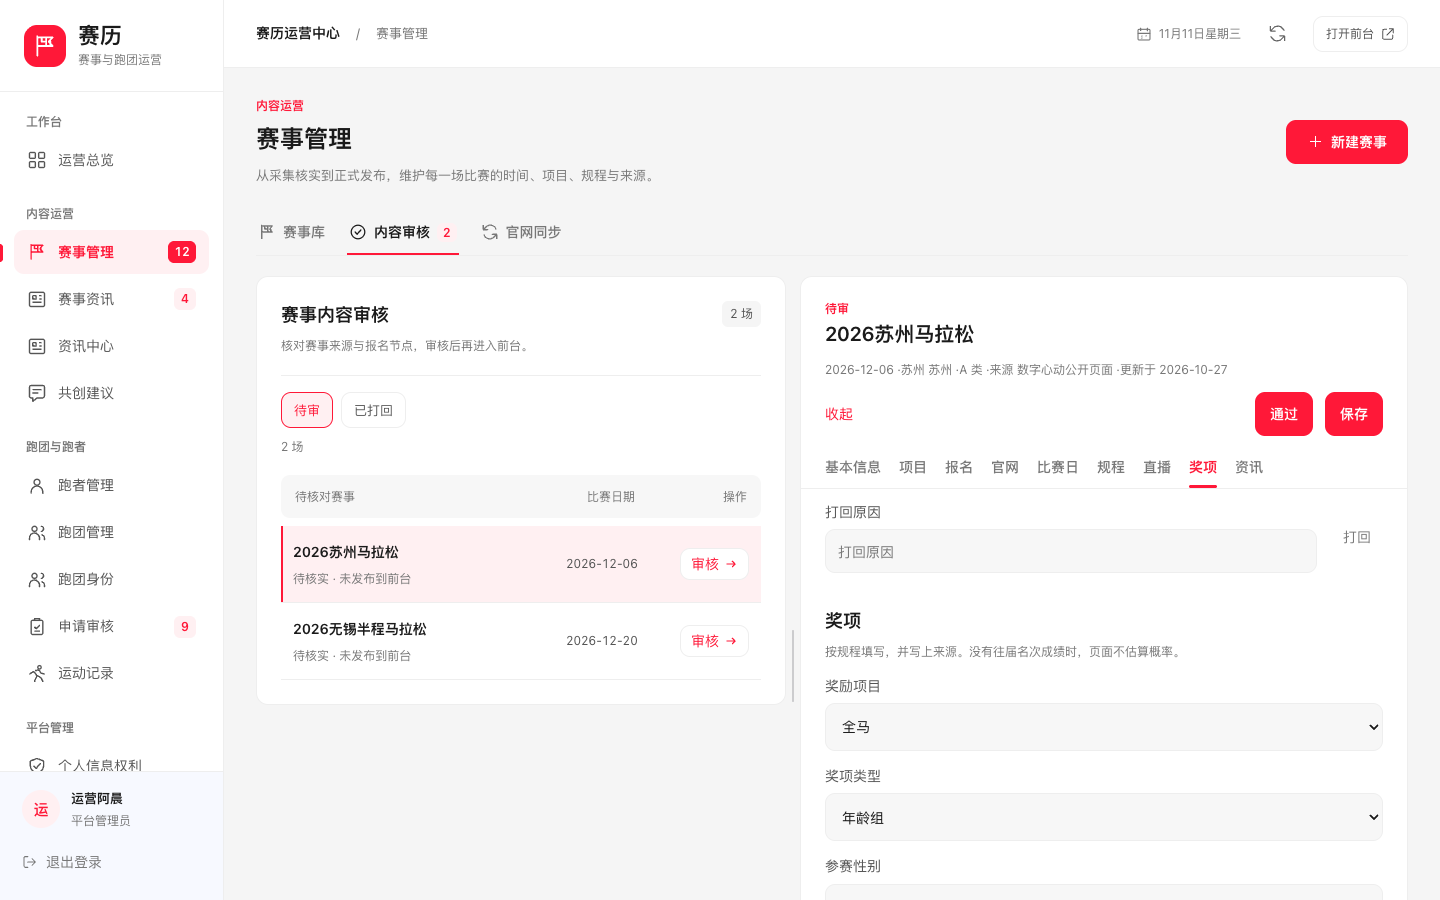 赛历
赛事与跑团运营
工作台
运营总览
内容运营
赛事管理 12
赛事资讯 4
资讯中心
共创建议
跑团与跑者
跑者管理
跑团管理
跑团身份
申请审核 9
运动记录
平台管理
个人信息权利
运 运营阿晨
平台管理员
退出登录
赛历运营中心 / 赛事管理
11月11日星期三
打开前台
内容运营
赛事管理
从采集核实到正式发布，维护每一场比赛的时间、项目、规程与来源。
新建赛事
赛事库 内容审核 2 官网同步
赛事内容审核 2 场
核对赛事来源与报名节点，审核后再进入前台。
待审 已打回
2 场
待核对赛事 比赛日期 操作
2026苏州马拉松
待核实 · 未发布到前台
2026-12-06
审核 →
2026无锡半程马拉松
待核实 · 未发布到前台
2026-12-20
审核 →
待审
2026苏州马拉松
2026-12-06 ·苏州 苏州 ·A 类 ·来源 数字心动公开页面 ·更新于 2026-10-27
收起 通过 保存
基本信息 项目 报名 官网 比赛日 规程 直播 奖项 资讯
打回原因
打回原因
打回
奖项
按规程填写，并写上来源。没有往届名次成绩时，页面不估算概率。
奖励项目
全马
奖项类型
年龄组
参赛性别